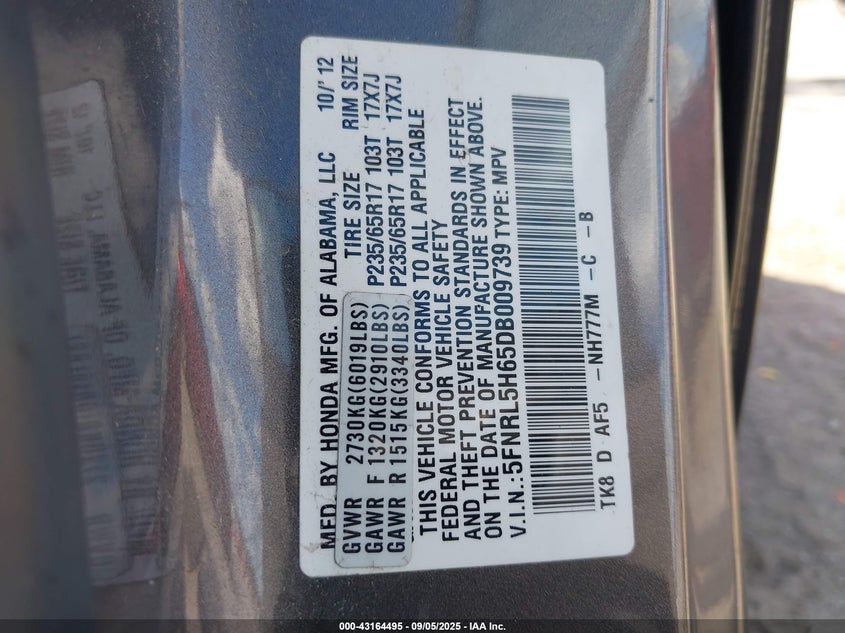 MFD. BY HONDA MFG. OF ALABAMA, LLC 10/'12
TIRE SIZE RIM SIZE
GVWR 2730KG(6019LBS)
GAWR F 1320KG(2910LBS) P235/65R17 103T 17X7J
GAWR R 1515KG(3340LBS) P235/65R17 103T 17X7J
THIS VEHICLE CONFORMS TO ALL APPLICABLE
FEDERAL MOTOR VEHICLE SAFETY
AND THEFT PREVENTION STANDARDS IN EFFECT
ON THE DATE OF MANUFACTURE SHOWN ABOVE.
V.I.N.:5FNRL5H65DB009739 TYPE: MPV
TK8 D AF5 -NH777M -C -B
000-43164495 - 09/05/2025 - IAA Inc.